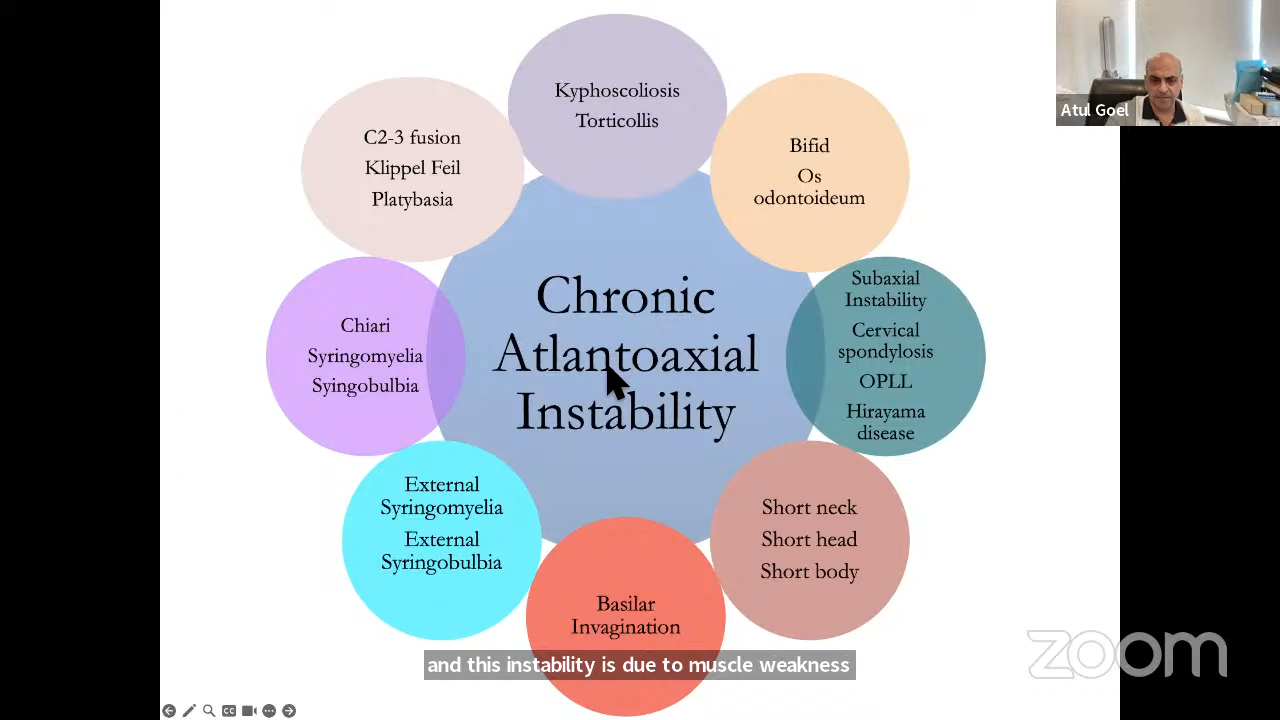 Kyphoscoliosis
Torticollis
C2-3 fusion
Klippel Feil
Platybasia
Bifid
Os
odontoideum
Chiari
Syringomyelia
Syingobulbia
Chronic
Atlantoaxial
Instability
Subaxial
Instability
Cervical
spondylosis
OPLL
Hirayama
disease
External
Syringomyelia
External
Syringobulbia
Basilar
Invagination
Short neck
Short head
Short body
and this instability is due to muscle weakness
Atul Goel
zoom
CC